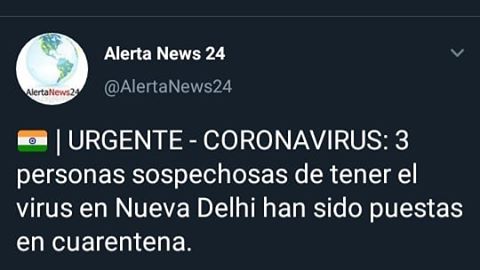 Alerta News 24
AlertaNews24
@AlertaNews24
🇮🇳 | URGENTE - CORONAVIRUS: 3
personas sospechosas de tener el
virus en Nueva Delhi han sido puestas
en cuarentena.